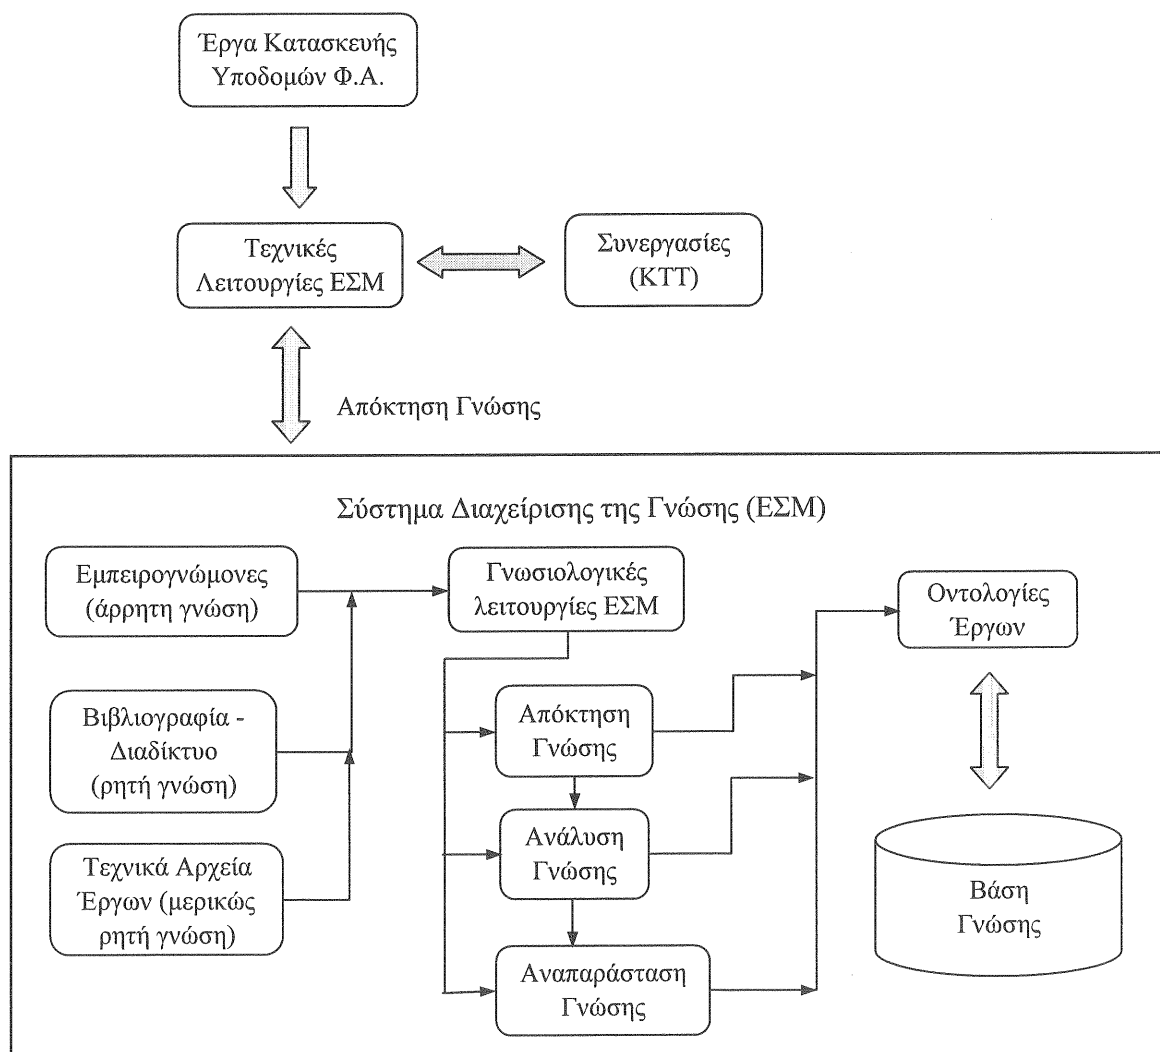 Έργα Κατασκευής
Υποδομών Φ.Α.
Τεχνικές
Λειτουργίες ΕΣΜ
Συνεργασίες
(ΚΤΤ)
Απόκτηση Γνώσης
Σύστημα Διαχείρισης της Γνώσης (ΕΣΜ)
Εμπειρογνώμονες
(άρρητη γνώση)
Γνωσιολογικές
λειτουργίες ΕΣΜ
Οντολογίες
Έργων
Βιβλιογραφία -
Διαδίκτυο
(ρητή γνώση)
Απόκτηση
Γνώσης
Ανάλυση
Γνώσης
Τεχνικά Αρχεία
Έργων (μερικώς
ρητή γνώση)
Βάση
Γνώσης
Αναπαράσταση
Γνώσης